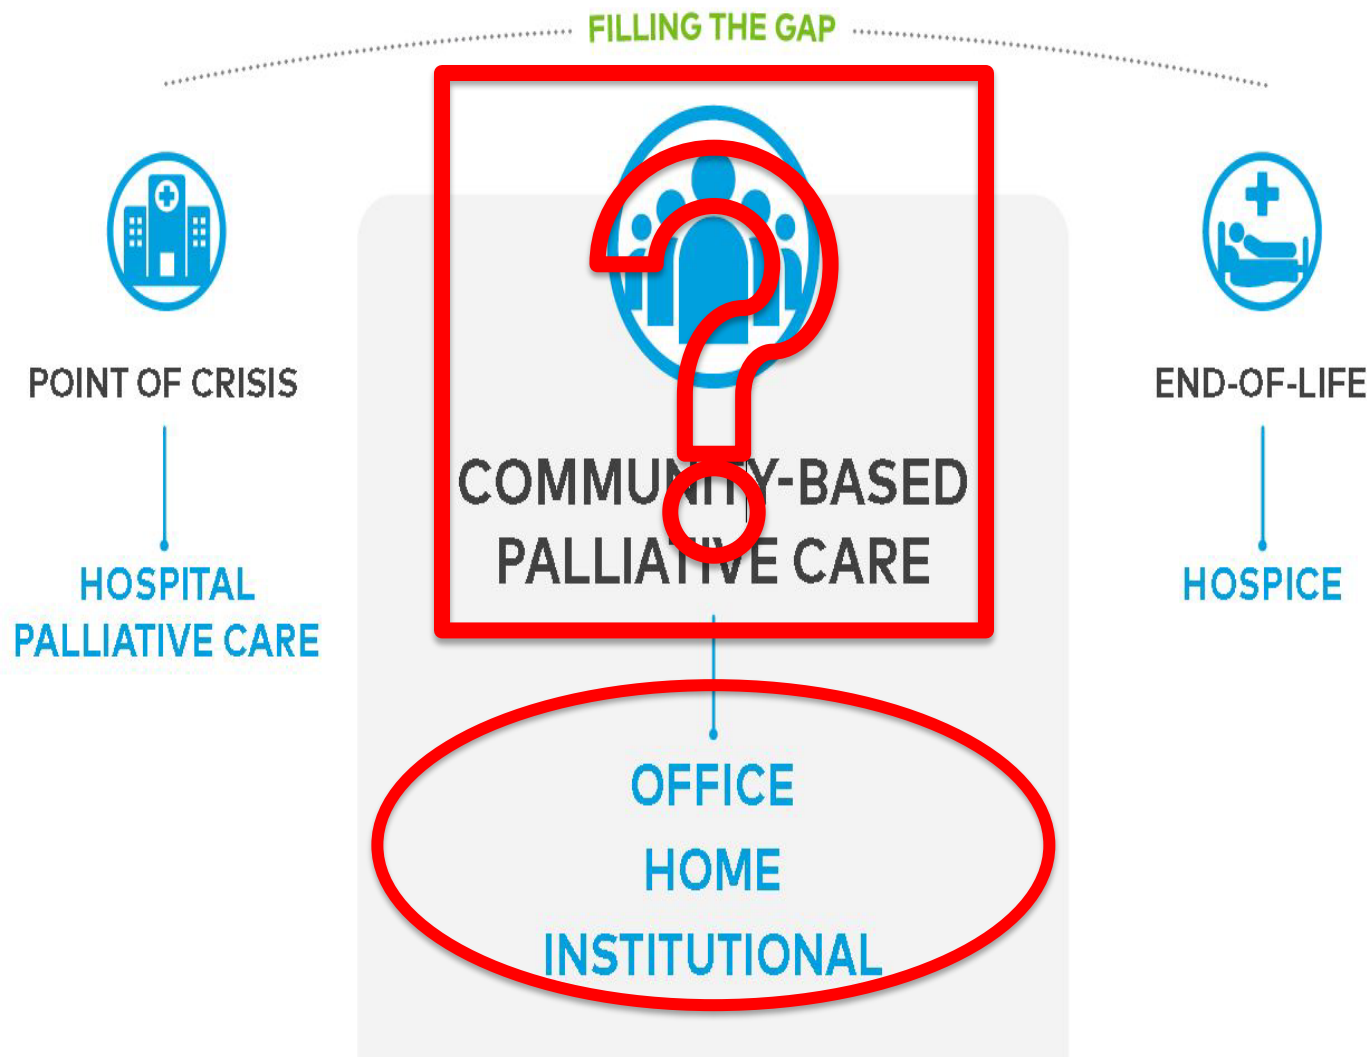 FILLING THE GAP
POINT OF CRISIS
HOSPITAL
PALLIATIVE CARE
COMMUNITY-BASED
PALLIATIVE CARE
OFFICE
HOME
INSTITUTIONAL
END-OF-LIFE
HOSPICE
?